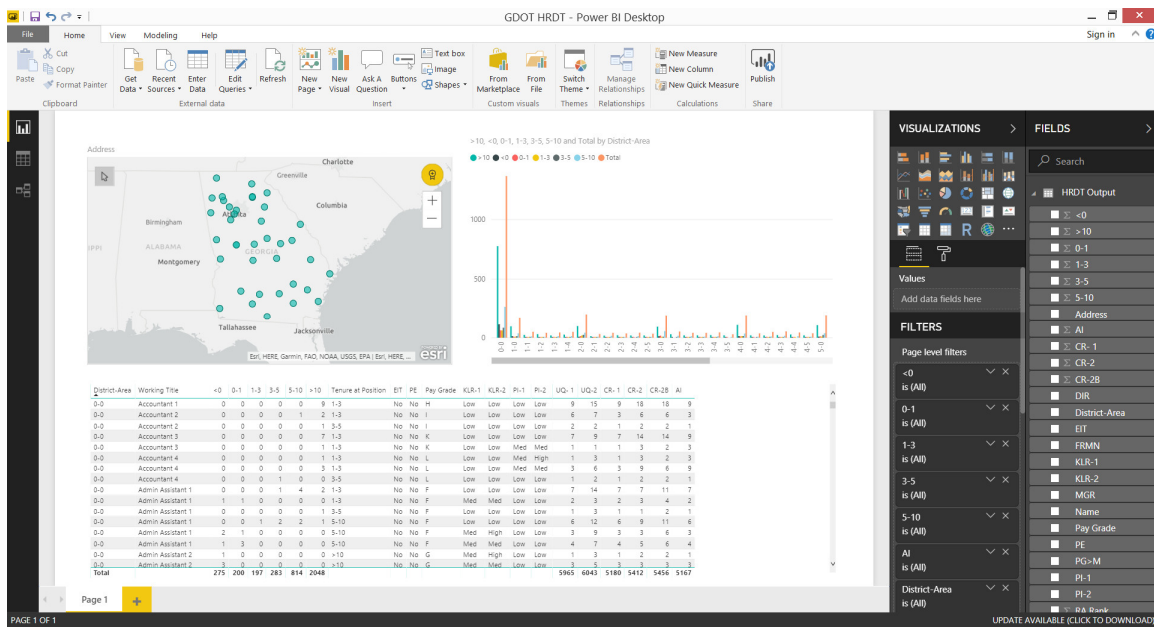 GDOT HRDT - Power BI Desktop
File Home View Modeling Help Sign in
Paste
Cut
Copy
Format Painter
Get Data
Recent Sources
Enter Data
Edit Queries
Refresh
New Page
New Visual
Ask A Question
Buttons
Text box
Image
Shapes
From Marketplace
From File
Switch Theme
Manage Relationships
New Measure
New Column
New Quick Measure
Publish
Clipboard External data Insert Custom visuals Themes Relationships Calculations Share
Address
Charlotte
Greenville
Columbia
Birmingham
ALABAMA
GEORGIA
Montgomery
Tallahassee
Jacksonville
Esri, HERE, Garmin, FAO, NOAA, USGS, EPA | Esri, HERE, ...
esri
>10, <0, 0-1, 1-3, 3-5, 5-10 and Total by District-Area
>10 <0 0-1 1-3 3-5 5-10 Total
1000
500
0
District-Area Working Title <0 0-1 1-3 3-5 5-10 >10 Tenure at Position EIT PE Pay Grade KLR-1 KLR-2 PI-1 PI-2 UQ- 1 UQ-2 CR- 1 CR-2 CR-2B AI
0-0 Accountant 1 0 0 0 0 0 9 1-3 No No H Low Low Low Low 9 15 9 18 18 9
0-0 Accountant 2 0 0 0 0 1 2 1-3 No No I Low Low Low Low 6 7 3 6 6 3
0-0 Accountant 2 0 0 0 0 0 1 3-5 No No I Low Low Low Low 2 2 1 2 2 1
0-0 Accountant 3 0 0 0 0 0 7 1-3 No No K Low Low Low Low 7 9 7 14 14 9
0-0 Accountant 3 0 0 0 0 0 1 1-3 No No K Low Low Med Med 1 1 1 3 2 3
0-0 Accountant 4 0 0 0 0 0 1 1-3 No No L Low Low Med High 1 3 1 3 2 3
0-0 Accountant 4 0 0 0 0 0 3 1-3 No No L Low Low Med Med 3 6 3 9 6 9
0-0 Accountant 4 0 0 0 1 0 0 3-5 No No L Low Low Low Low 1 2 1 2 2 1
0-0 Admin Assistant 1 0 0 0 1 4 2 1-3 No No F Low Low Low Low 7 14 7 7 11 7
0-0 Admin Assistant 1 1 1 0 0 0 0 1-3 No No F Med Med Low Low 2 3 2 3 4 2
0-0 Admin Assistant 1 0 0 0 0 0 1 3-5 No No F Low Low Low Low 1 3 1 1 2 1
0-0 Admin Assistant 1 0 0 1 2 2 1 5-10 No No F Low Low Low Low 6 12 6 9 11 6
0-0 Admin Assistant 1 2 1 0 0 0 0 5-10 No No F Med High Low Low 3 9 3 3 6 3
0-0 Admin Assistant 1 1 3 0 0 0 0 5-10 No No F Med Med Low Low 4 7 4 5 6 4
0-0 Admin Assistant 2 1 0 0 0 0 0 >10 No No G Med High Low Low 1 3 1 2 2 1
0-0 Admin Assistant 2 3 0 0 0 0 0 >10 No No G Med Med Low Low 3 5 3 3 5 3
Total 275 200 197 283 814 2048 5965 6043 5180 5412 5456 5167
Page 1
VISUALIZATIONS
Values
Add data fields here
FILTERS
Page level filters
<0
is (All)
0-1
is (All)
1-3
is (All)
3-5
is (All)
5-10
is (All)
AI
is (All)
District-Area
is (All)
FIELDS
Search
HRDT Output
<0
>10
0-1
1-3
3-5
5-10
Address
AI
CR- 1
CR-2
CR-2B
DIR
District-Area
EIT
FRMN
KLR-1
KLR-2
MGR
Name
Pay Grade
PE
PG>M
PI-1
PI-2
RA Rank
PAGE 1 OF 1
UPDATE AVAILABLE (CLICK TO DOWNLOAD)